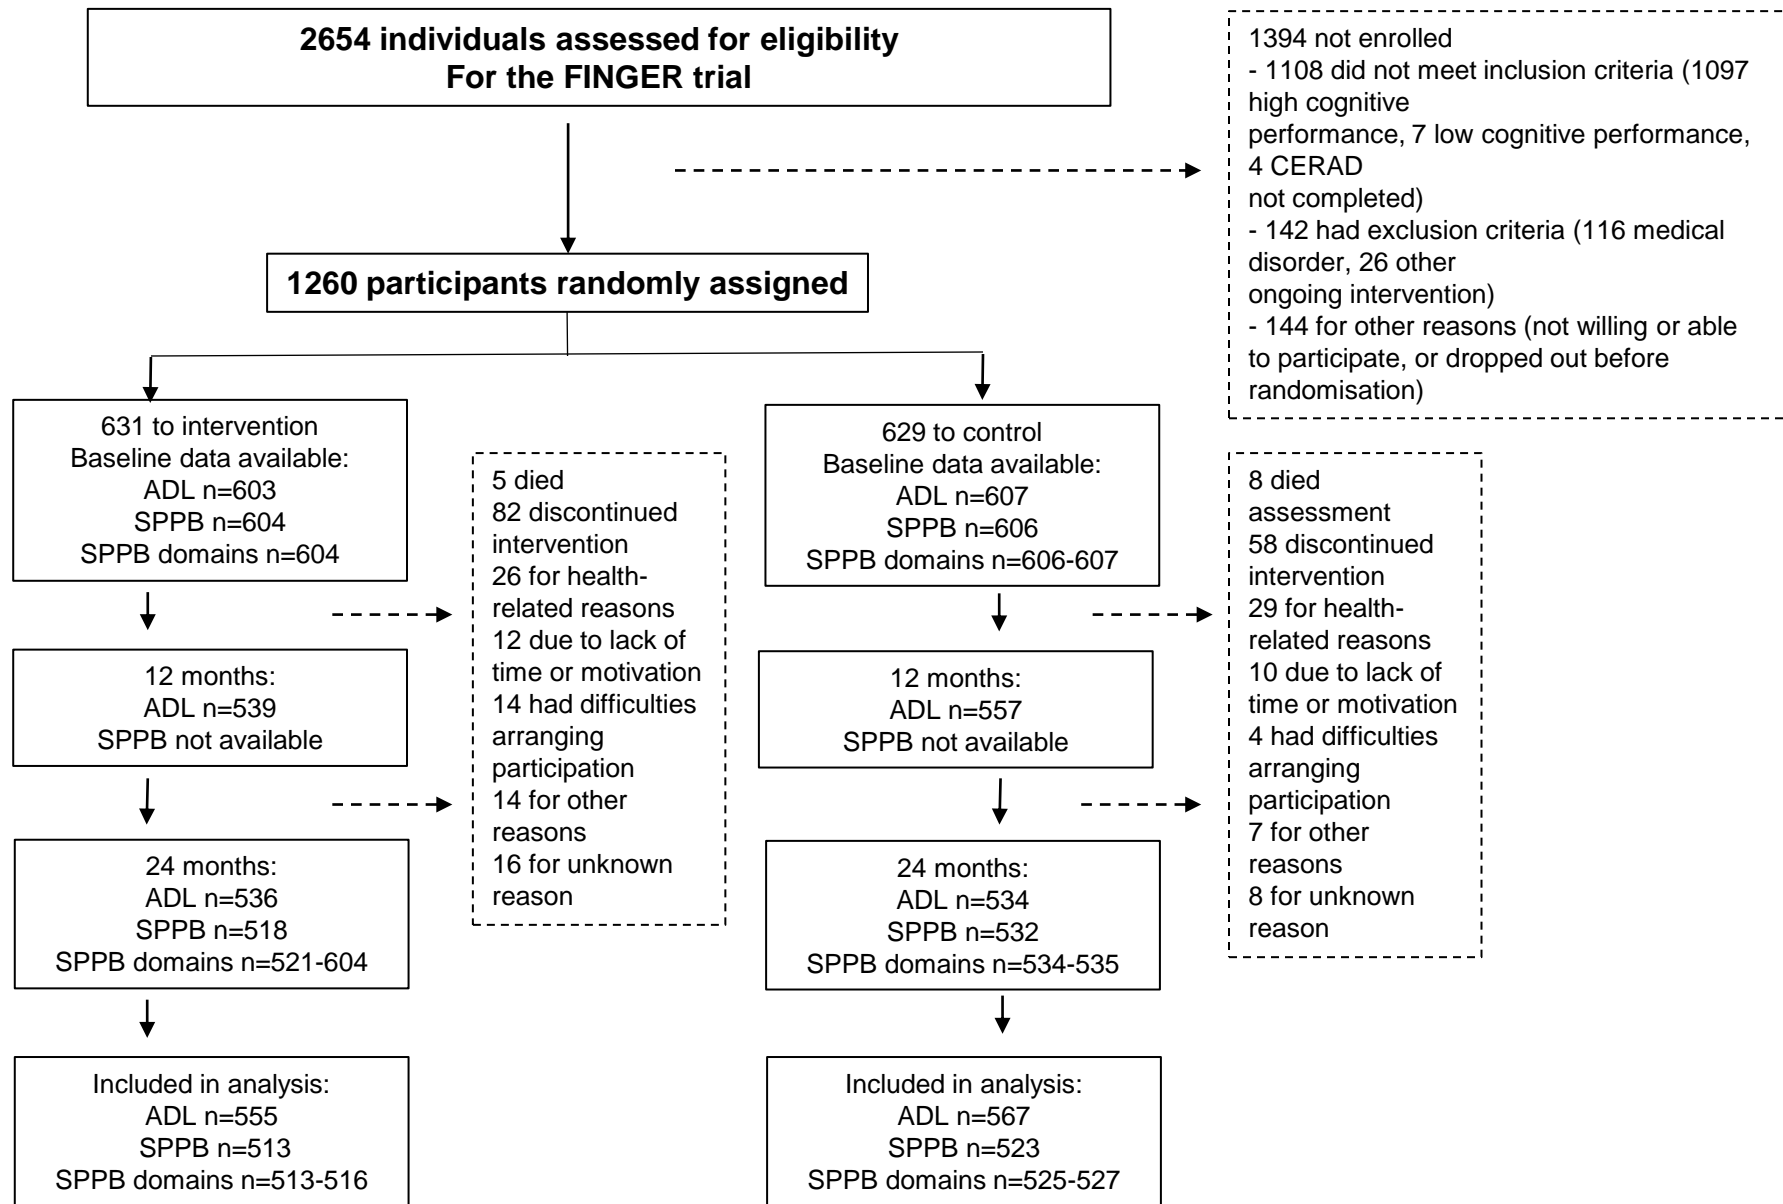 2654 individuals assessed for eligibility
For the FINGER trial
1394 not enrolled
- 1108 did not meet inclusion criteria (1097
high cognitive
performance, 7 low cognitive performance,
4 CERAD
not completed)
- 142 had exclusion criteria (116 medical
disorder, 26 other
ongoing intervention)
- 144 for other reasons (not willing or able
to participate, or dropped out before
randomisation)
1260 participants randomly assigned
631 to intervention
Baseline data available:
ADL n=603
SPPB n=604
SPPB domains n=604
5 died
82 discontinued
intervention
26 for health-
related reasons
12 due to lack of
time or motivation
14 had difficulties
arranging
participation
14 for other
reasons
16 for unknown
reason
629 to control
Baseline data available:
ADL n=607
SPPB n=606
SPPB domains n=606-607
8 died
assessment
58 discontinued
intervention
29 for health-
related reasons
10 due to lack of
time or motivation
4 had difficulties
arranging
participation
7 for other
reasons
8 for unknown
reason
12 months:
ADL n=539
SPPB not available
12 months:
ADL n=557
SPPB not available
24 months:
ADL n=536
SPPB n=518
SPPB domains n=521-604
24 months:
ADL n=534
SPPB n=532
SPPB domains n=534-535
Included in analysis:
ADL n=555
SPPB n=513
SPPB domains n=513-516
Included in analysis:
ADL n=567
SPPB n=523
SPPB domains n=525-527